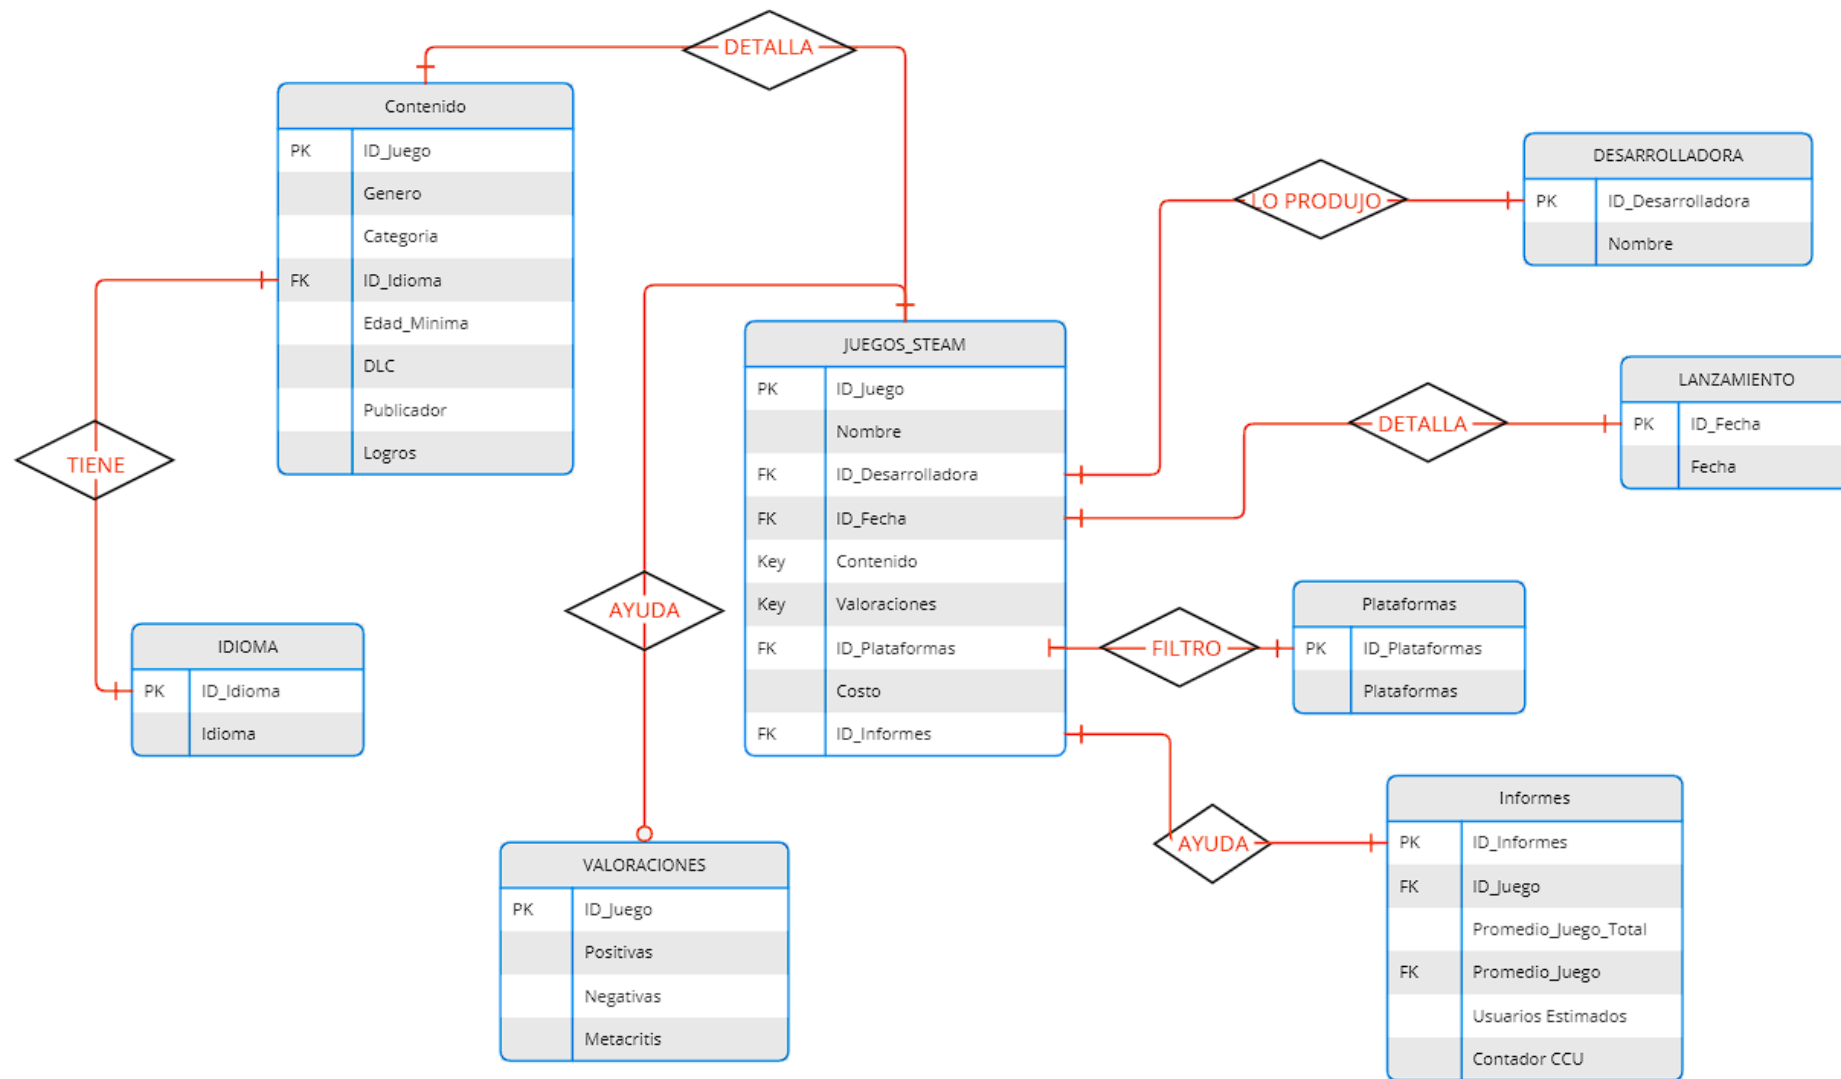 DETALLA
Contenido
PK ID_Juego
Genero
Categoria
FK ID_Idioma
Edad_Minima
DLC
Publicador
Logros
TIENE
IDIOMA
PK ID_Idioma
Idioma
AYUDA
VALORACIONES
PK ID_Juego
Positivas
Negativas
Metacritis
JUEGOS_STEAM
PK ID_Juego
Nombre
FK ID_Desarrolladora
FK ID_Fecha
Key Contenido
Key Valoraciones
FK ID_Plataformas
Costo
FK ID_Informes
LO PRODUJO
DESARROLLADORA
PK ID_Desarrolladora
Nombre
DETALLA
LANZAMIENTO
PK ID_Fecha
Fecha
FILTRO
Plataformas
PK ID_Plataformas
Plataformas
AYUDA
Informes
PK ID_Informes
FK ID_Juego
Promedio_Juego_Total
FK Promedio_Juego
Usuarios Estimados
Contador CCU